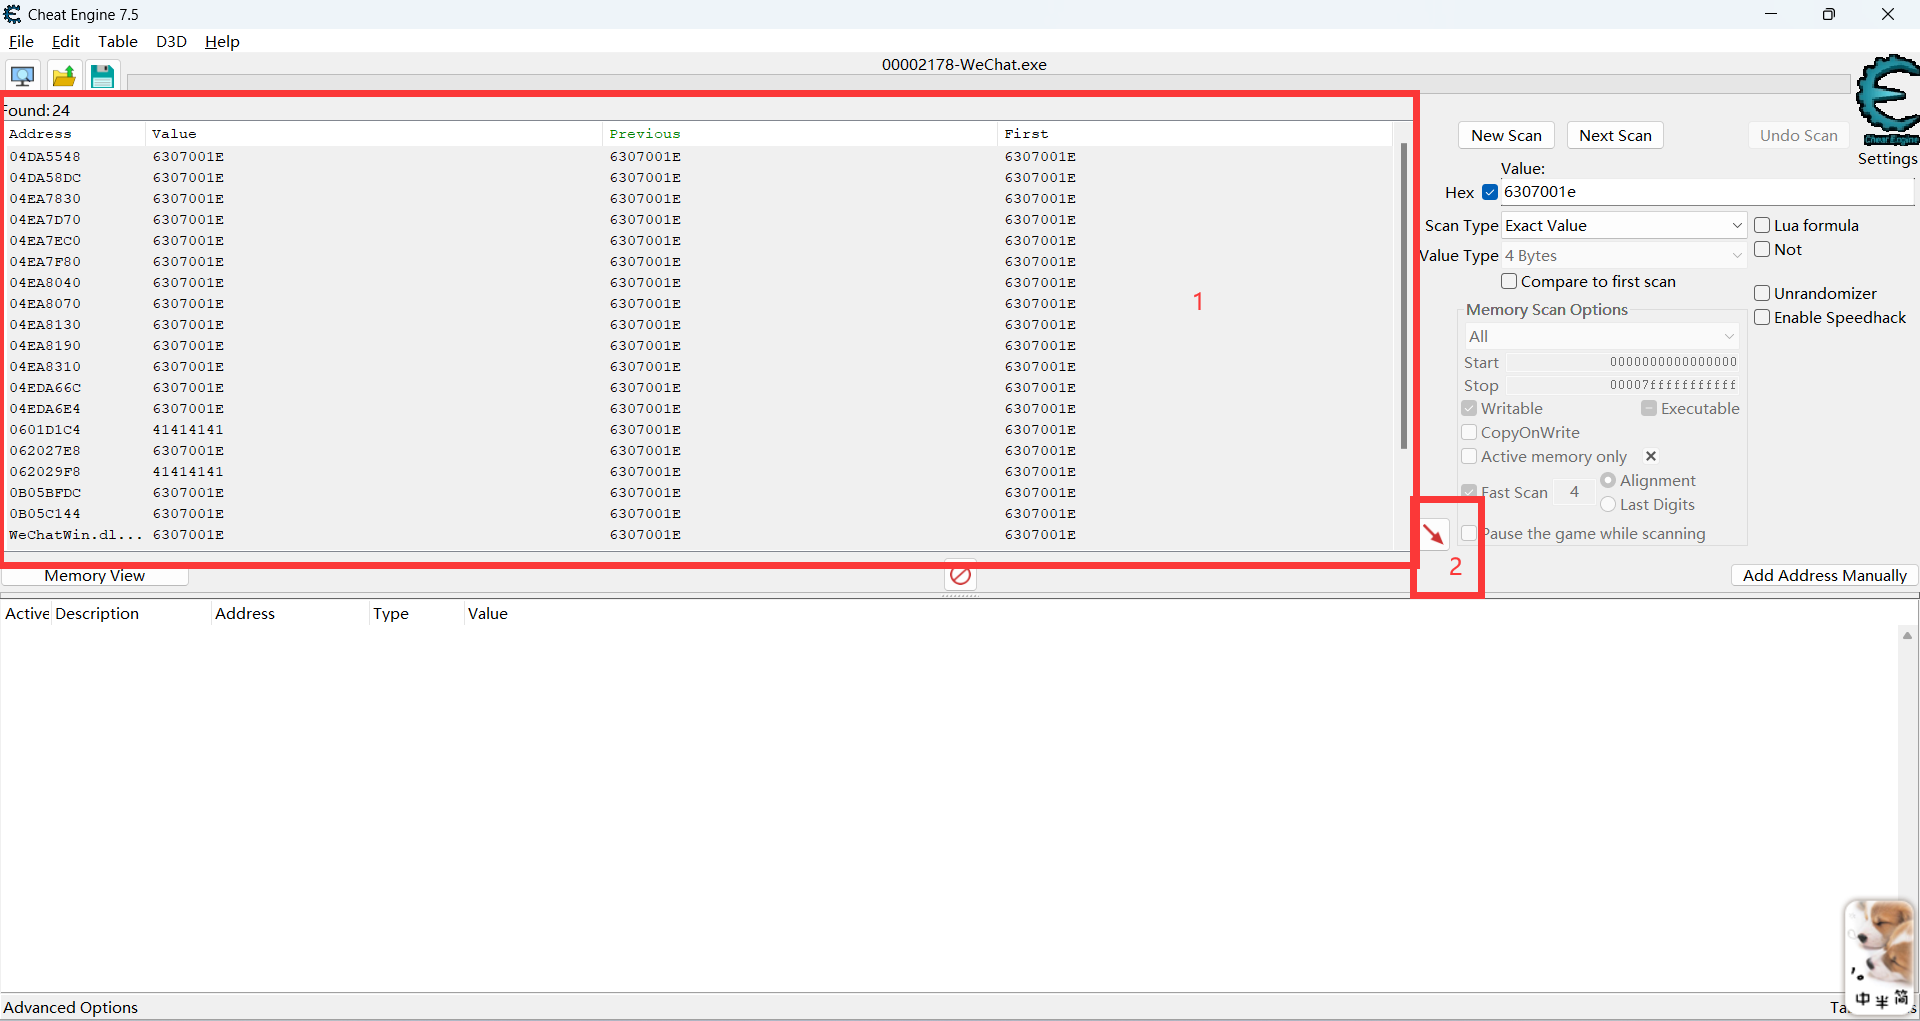 Cheat Engine 7.5
File Edit Table D3D Help
00002178-WeChat.exe
Found:24
Address Value Previous First
04DA5548 6307001E 6307001E 6307001E
04DA58DC 6307001E 6307001E 6307001E
04EA7830 6307001E 6307001E 6307001E
04EA7D70 6307001E 6307001E 6307001E
04EA7EC0 6307001E 6307001E 6307001E
04EA7F80 6307001E 6307001E 6307001E
04EA8040 6307001E 6307001E 6307001E
04EA8070 6307001E 6307001E 6307001E
04EA8130 6307001E 6307001E 6307001E
04EA8190 6307001E 6307001E 6307001E
04EA8310 6307001E 6307001E 6307001E
04EDA66C 6307001E 6307001E 6307001E
04EDA6E4 6307001E 6307001E 6307001E
0601D1C4 41414141 6307001E 6307001E
062027E8 6307001E 6307001E 6307001E
062029F8 41414141 6307001E 6307001E
0B05BFDC 6307001E 6307001E 6307001E
0B05C144 6307001E 6307001E 6307001E
WeChatWin.dl... 6307001E 6307001E 6307001E
1
New Scan Next Scan Undo Scan
Cheat Engine
Settings
Value:
Hex 6307001e
Scan Type Exact Value Lua formula
Not
Value Type 4 Bytes
Compare to first scan
Unrandomizer
Enable Speedhack
Memory Scan Options
All
Start 0000000000000000
Stop 00007fffffffffff
Writable Executable
CopyOnWrite
Active memory only
Fast Scan 4 Alignment
Last Digits
Pause the game while scanning
2
Memory View
Add Address Manually
Active Description Address Type Value
Advanced Options
中 半 简